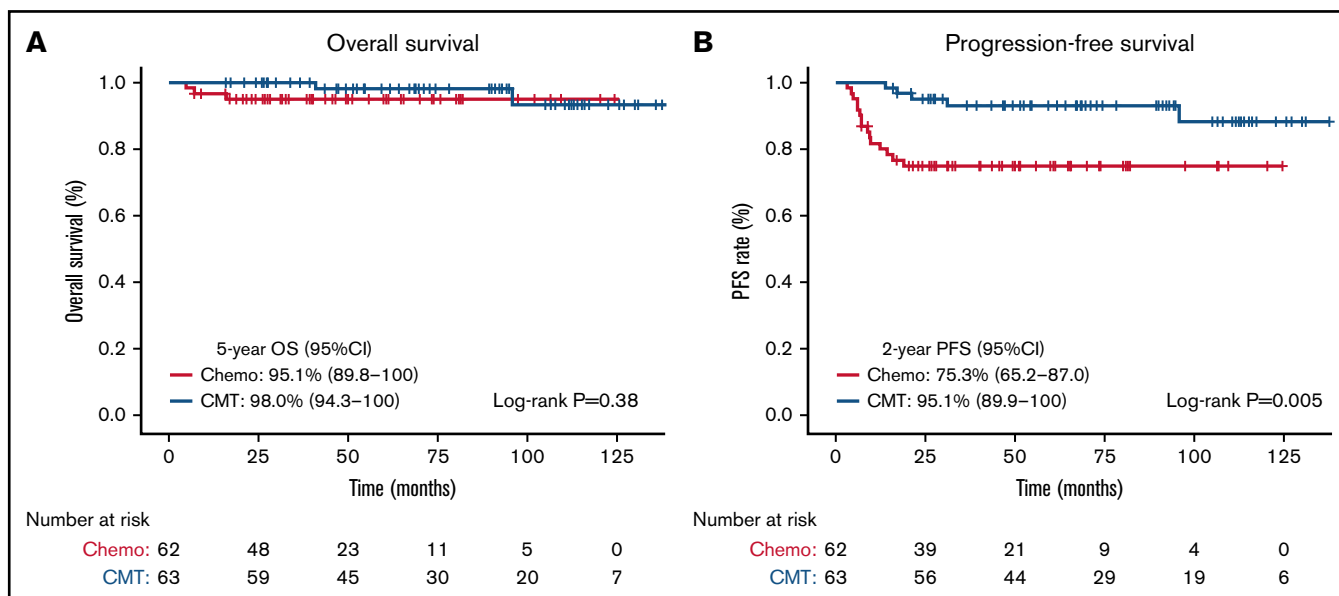 A
Overall survival
1.0
0.8
0.6
0.4
0.2
0.0
Overall survival (%)
5-year OS (95%CI)
Chemo: 95.1% (89.8–100)
CMT: 98.0% (94.3–100)
Log-rank P=0.38
0 25 50 75 100 125
Time (months)
Number at risk
Chemo: 62 48 23 11 5 0
CMT: 63 59 45 30 20 7
B
Progression-free survival
1.0
0.8
0.6
0.4
0.2
0.0
PFS rate (%)
2-year PFS (95%CI)
Chemo: 75.3% (65.2–87.0)
CMT: 95.1% (89.9–100)
Log-rank P=0.005
0 25 50 75 100 125
Time (months)
Number at risk
Chemo: 62 39 21 9 4 0
CMT: 63 56 44 29 19 6